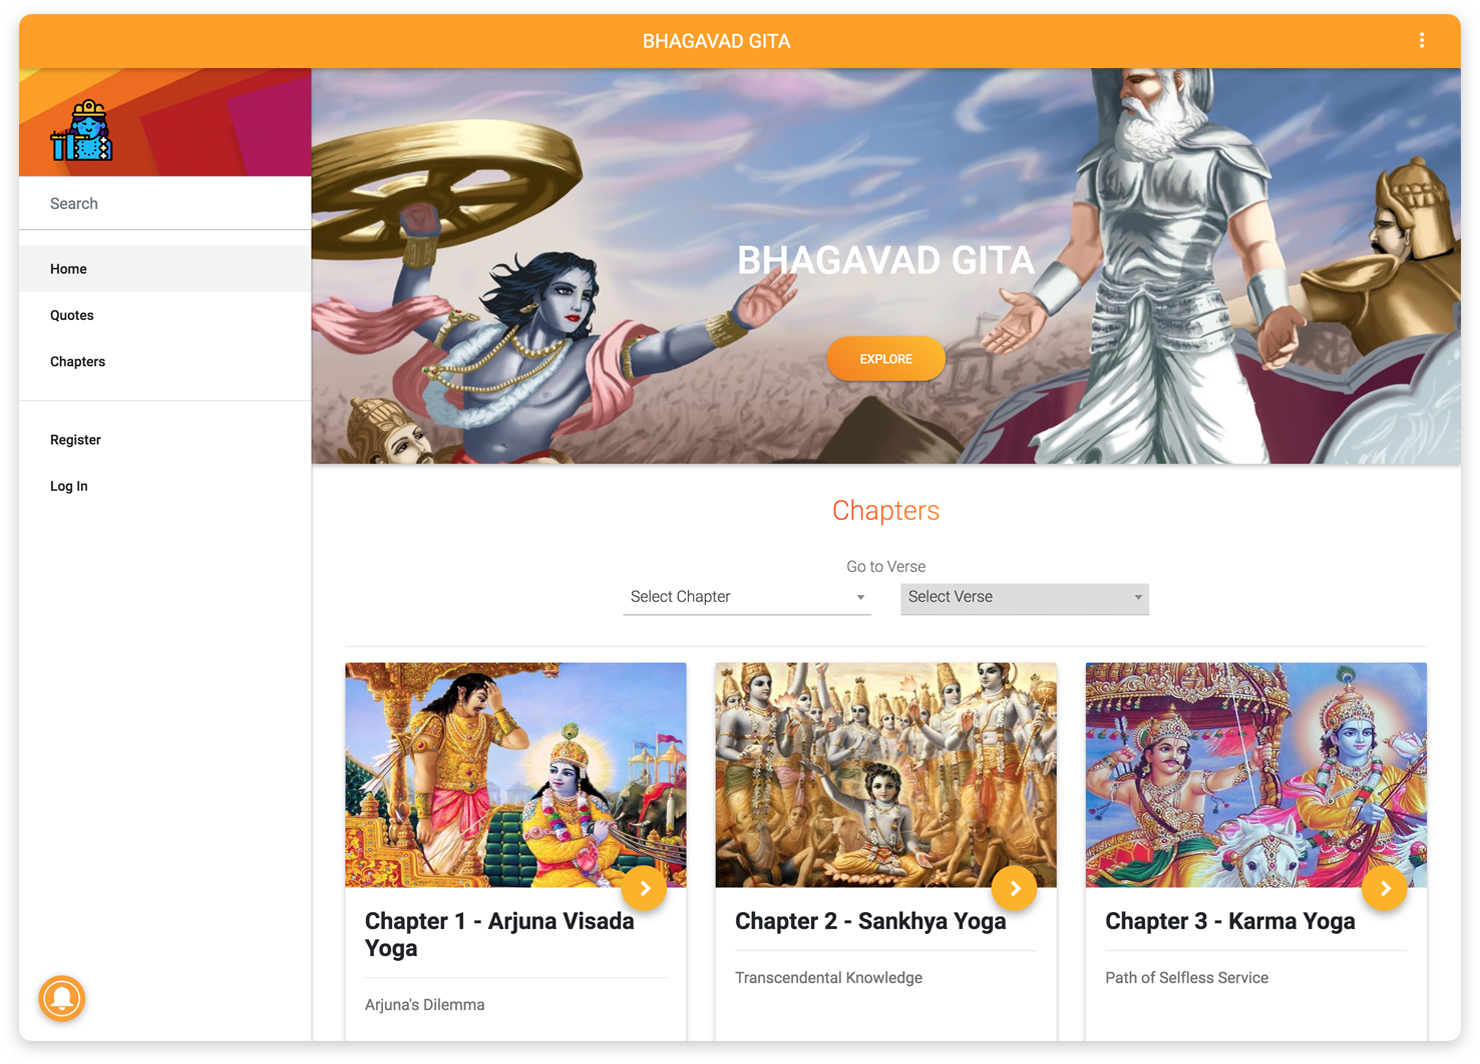 BHAGAVAD GITA
Search
Home
Quotes
Chapters
Register
Log In
BHAGAVAD GITA
EXPLORE
Chapters
Go to Verse
Select Chapter
Select Verse
Chapter 1 - Arjuna Visada
Yoga
Arjuna's Dilemma
Chapter 2 - Sankhya Yoga
Transcendental Knowledge
Chapter 3 - Karma Yoga
Path of Selfless Service